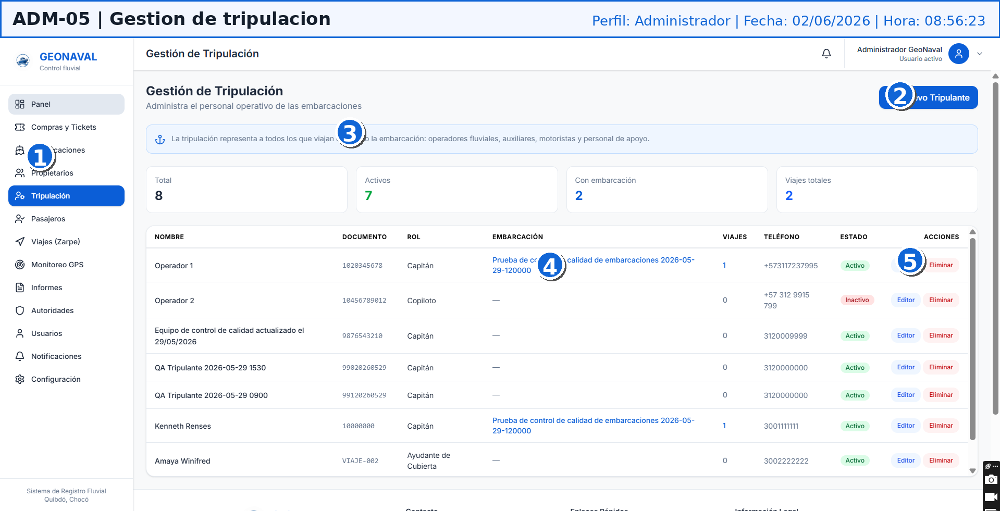 ADM-05 | Gestion de tripulacion
Perfil: Administrador | Fecha: 02/06/2026 | Hora: 08:56:23
GEONAVAL
Control fluvial
Gestión de Tripulación
Administrador GeoNaval
Usuario activo
Panel
Compras y Tickets
caciones
1
Propietarios
Tripulación
Pasajeros
Viajes (Zarpe)
Monitoreo GPS
Informes
Autoridades
Usuarios
Notificaciones
Configuración
Sistema de Registro Fluvial
Quibdó, Chocó
Gestión de Tripulación
Administra el personal operativo de las embarcaciones
2 vo Tripulante
La tripulación representa a todos los que viajan 3 o la embarcación: operadores fluviales, auxiliares, motoristas y personal de apoyo.
Total
8
Activos
7
Con embarcación
2
Viajes totales
2
NOMBRE DOCUMENTO ROL EMBARCACIÓN VIAJES TELÉFONO ESTADO ACCIONES
Operador 1 1020345678 Capitán Prueba de co 4 calidad de embarcaciones 2026-05-
29-120000 1 +573117237995 Activo 5 Eliminar
Operador 2 10456789012 Copiloto — 0 +57 312 9915
799 Inactivo Editor Eliminar
Equipo de control de calidad actualizado el
29/05/2026 9876543210 Capitán — 0 3120009999 Activo Editor Eliminar
QA Tripulante 2026-05-29 1530 99020260529 Capitán — 0 3120000000 Activo Editor Eliminar
QA Tripulante 2026-05-29 0900 99120260529 Capitán — 0 3120000000 Activo Editor Eliminar
Kenneth Renses 10000000 Capitán Prueba de control de calidad de embarcaciones 2026-05-
29-120000 1 3001111111 Activo Editor Eliminar
Amaya Winifred VIAJE-002 Ayudante de
Cubierta — 0 3002222222 Activo Editor Eliminar
Contacto Enlaces Rápidos Información Legal